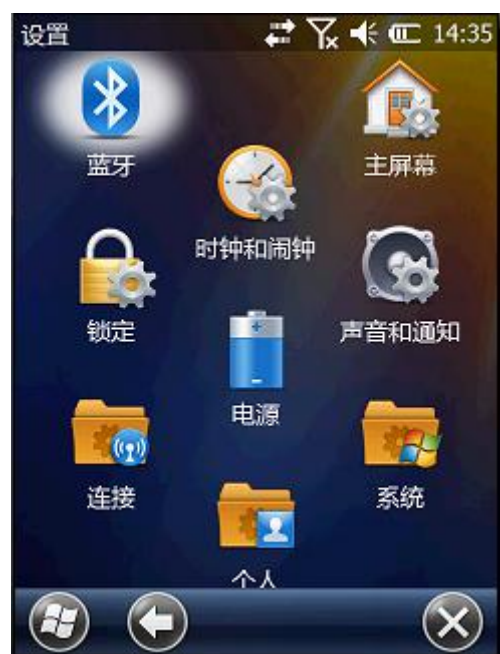 设置 14:35
蓝牙
主屏幕
时钟和闹钟
锁定
声音和通知
电源
连接
系统
个人